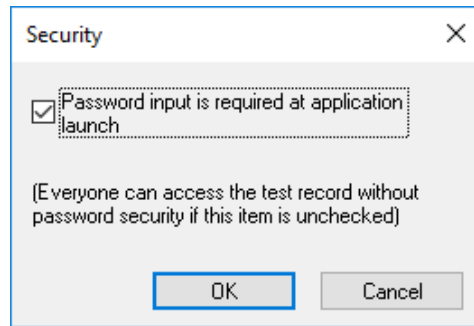 Security
Password input is required at application
launch
(Everyone can access the test record without
password security if this item is unchecked)
OK
Cancel